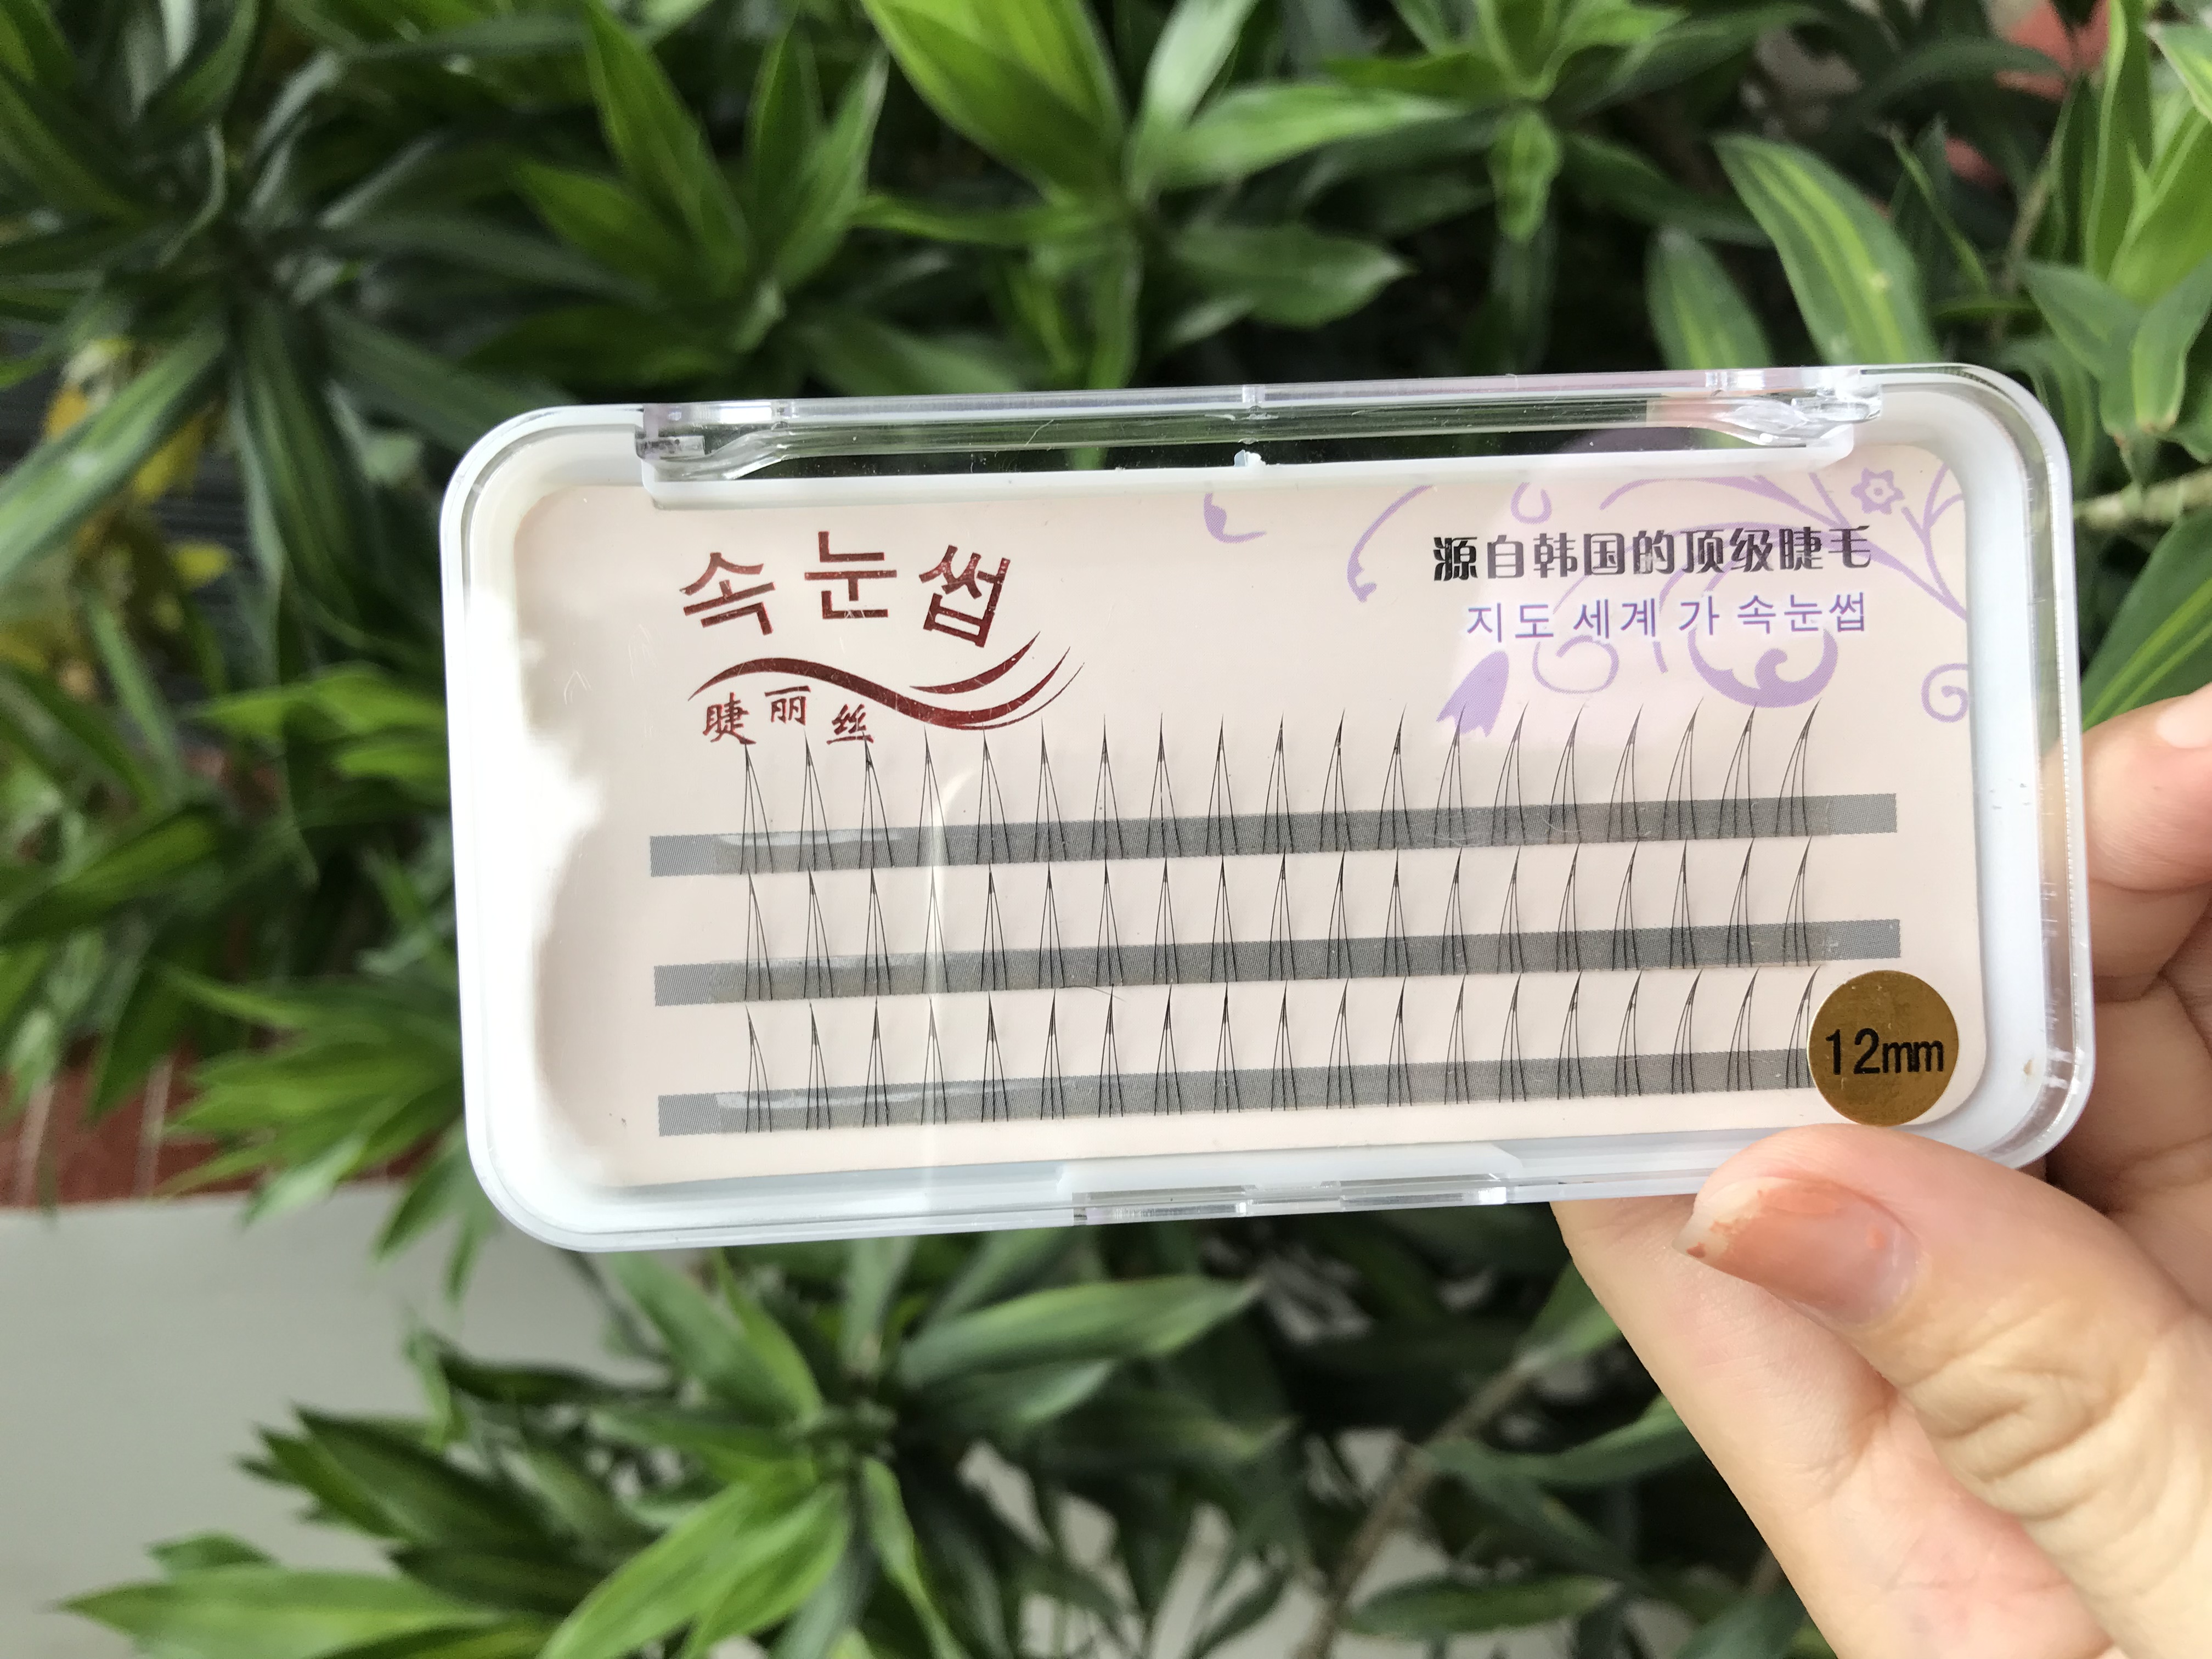 속눈썹
睫丽丝
源自韩国的顶级睫毛
지도 세계 가 속눈썹
12mm